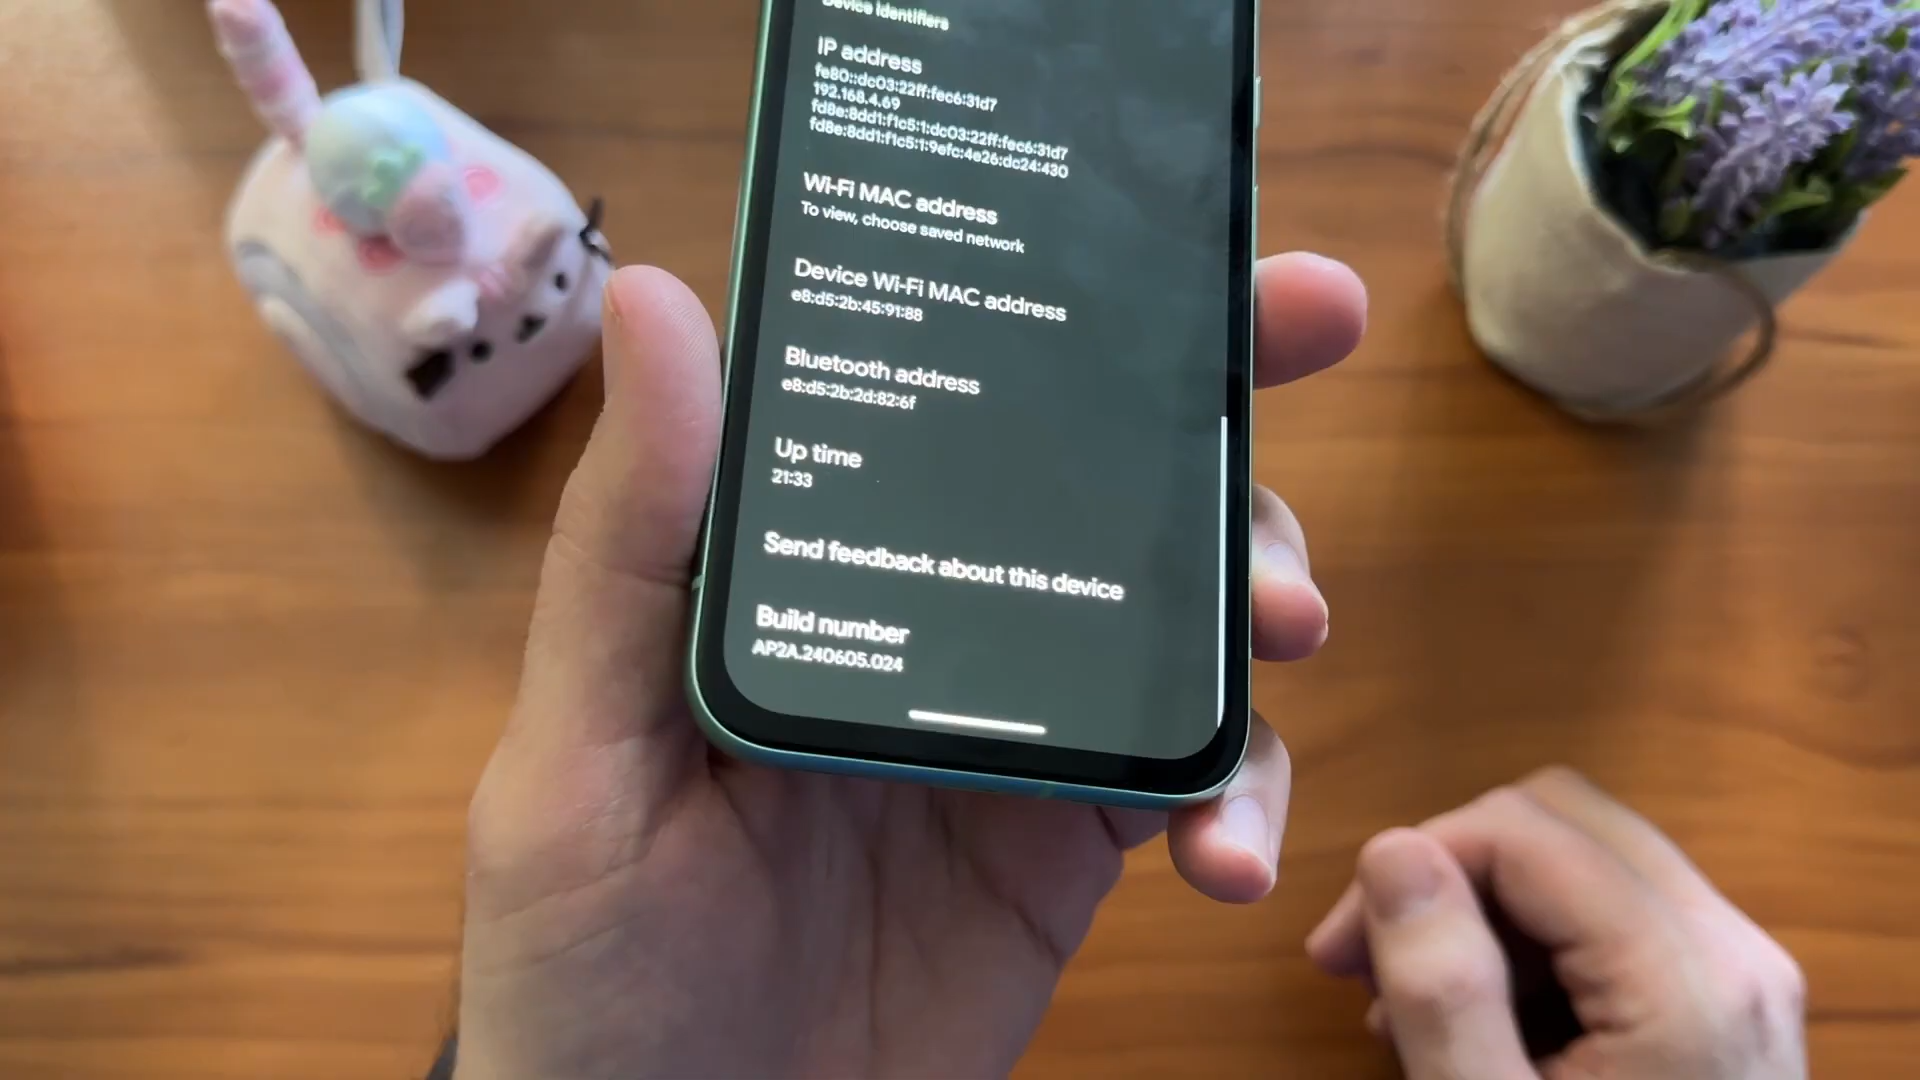 Device Identifiers
IP address
fe80::dc03:22ff:fec6:31d7
192.168.4.69
fd8e:8dd1:f1c5:1:dc03:22ff:fec6:31d7
fd8e:8dd1:f1c5:1:9efc:4e26:dc24:430
Wi-Fi MAC address
To view, choose saved network
Device Wi-Fi MAC address
e8:d5:2b:45:91:88
Bluetooth address
e8:d5:2b:2d:82:6f
Up time
21:33
Send feedback about this device
Build number
AP2A.240605.024